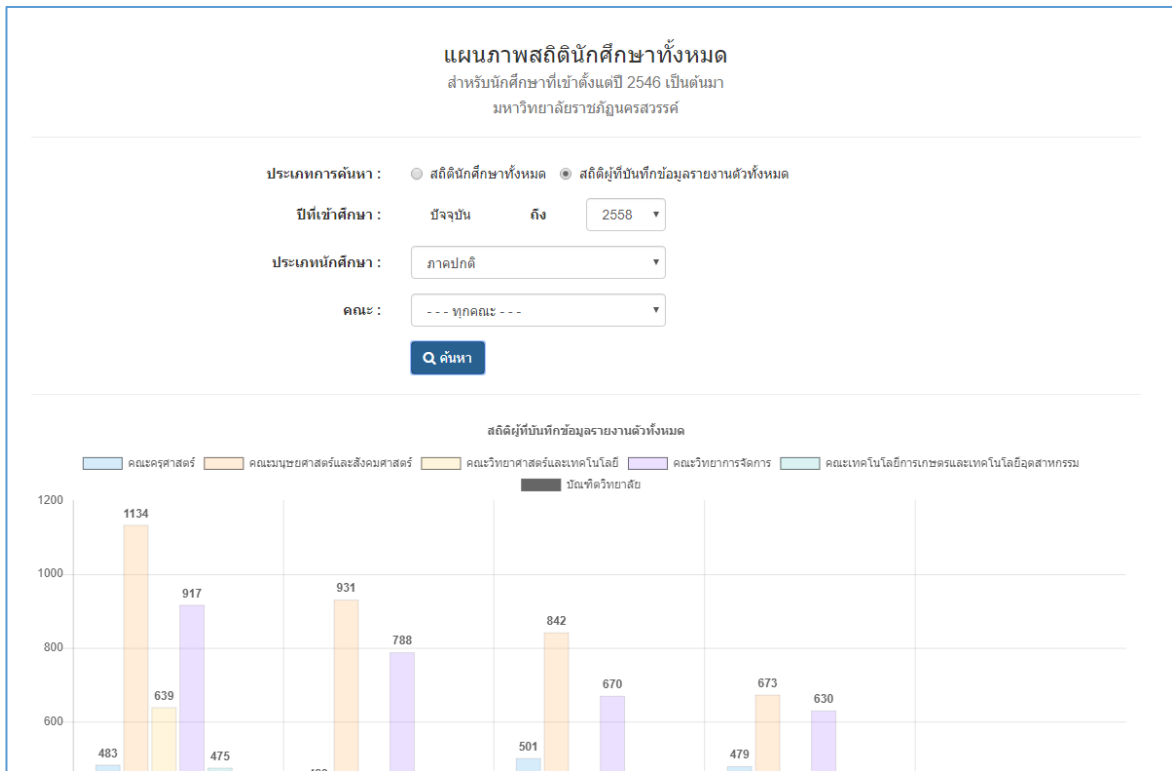 แผนภาพสถิตินักศึกษาทั้งหมด
สำหรับนักศึกษาที่เข้าตั้งแต่ปี 2546 เป็นต้นมา
มหาวิทยาลัยราชภัฏนครสวรรค์
ประเภทการค้นหา : สถิตินักศึกษาทั้งหมด สถิติผู้ที่บันทึกข้อมูลรายงานตัวทั้งหมด
ปีที่เข้าศึกษา : ปัจจุบัน ถึง 2558
ประเภทนักศึกษา : ภาคปกติ
คณะ : - - - ทุกคณะ - - -
ค้นหา
สถิติผู้ที่บันทึกข้อมูลรายงานตัวทั้งหมด
คณะครุศาสตร์ คณะมนุษยศาสตร์และสังคมศาสตร์ คณะวิทยาศาสตร์และเทคโนโลยี คณะวิทยาการจัดการ คณะเทคโนโลยีการเกษตรและเทคโนโลยีอุตสาหกรรม
บัณฑิตวิทยาลัย
1200
1134
1000
917 931
842
800
788
639 670 673 630
600
483 475 501 479